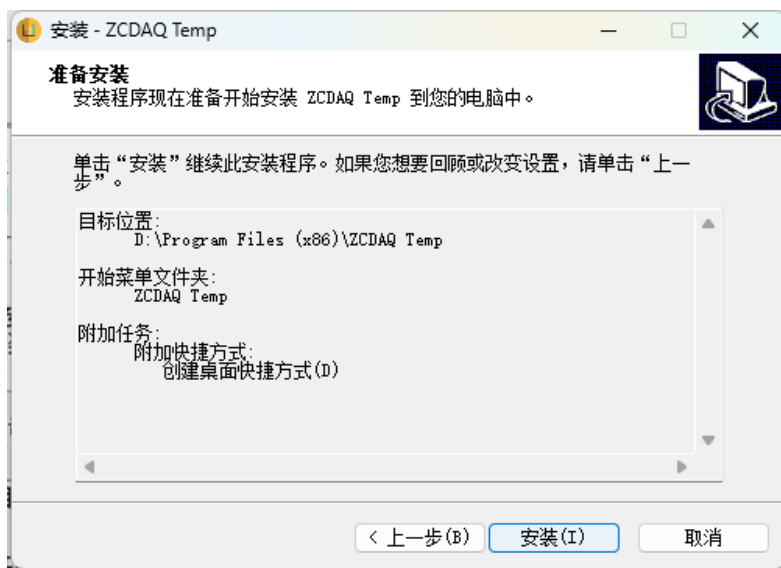 安装 - ZCDAQ Temp
准备安装
安装程序现在准备开始安装 ZCDAQ Temp 到您的电脑中。
单击“安装”继续此安装程序。如果您想要回顾或改变设置，请单击“上一
步”。
目标位置:
D:\Program Files (x86)\ZCDAQ Temp
开始菜单文件夹:
ZCDAQ Temp
附加任务:
附加快捷方式:
创建桌面快捷方式(D)
< 上一步(B) 安装(I) 取消